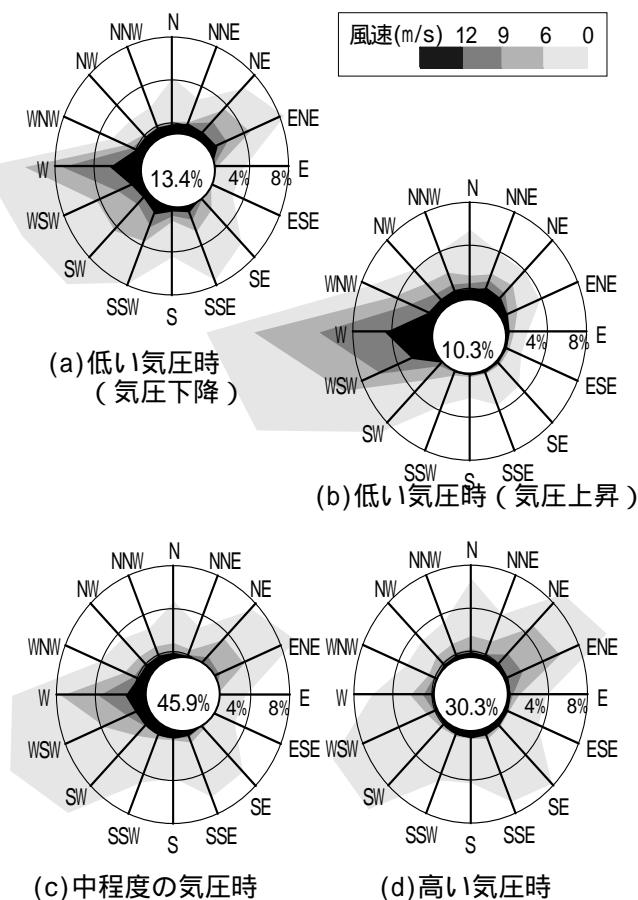 風速(m/s) 12 9 6 0
N
NNE
NE
ENE
E
ESE
SE
SSE
S
SSW
SW
WSW
W
WNW
NW
NNW
13.4%
4%
8%
(a)低い気圧時
(気圧下降)
N
NNE
NE
ENE
E
ESE
SE
SSE
S
SSW
SW
WSW
W
WNW
NW
NNW
10.3%
4%
8%
(b)低い気圧時(気圧上昇)
N
NNE
NE
ENE
E
ESE
SE
SSE
S
SSW
SW
WSW
W
WNW
NW
NNW
45.9%
4%
8%
(c)中程度の気圧時
N
NNE
NE
ENE
E
ESE
SE
SSE
S
SSW
SW
WSW
W
WNW
NW
NNW
30.3%
4%
8%
(d)高い気圧時